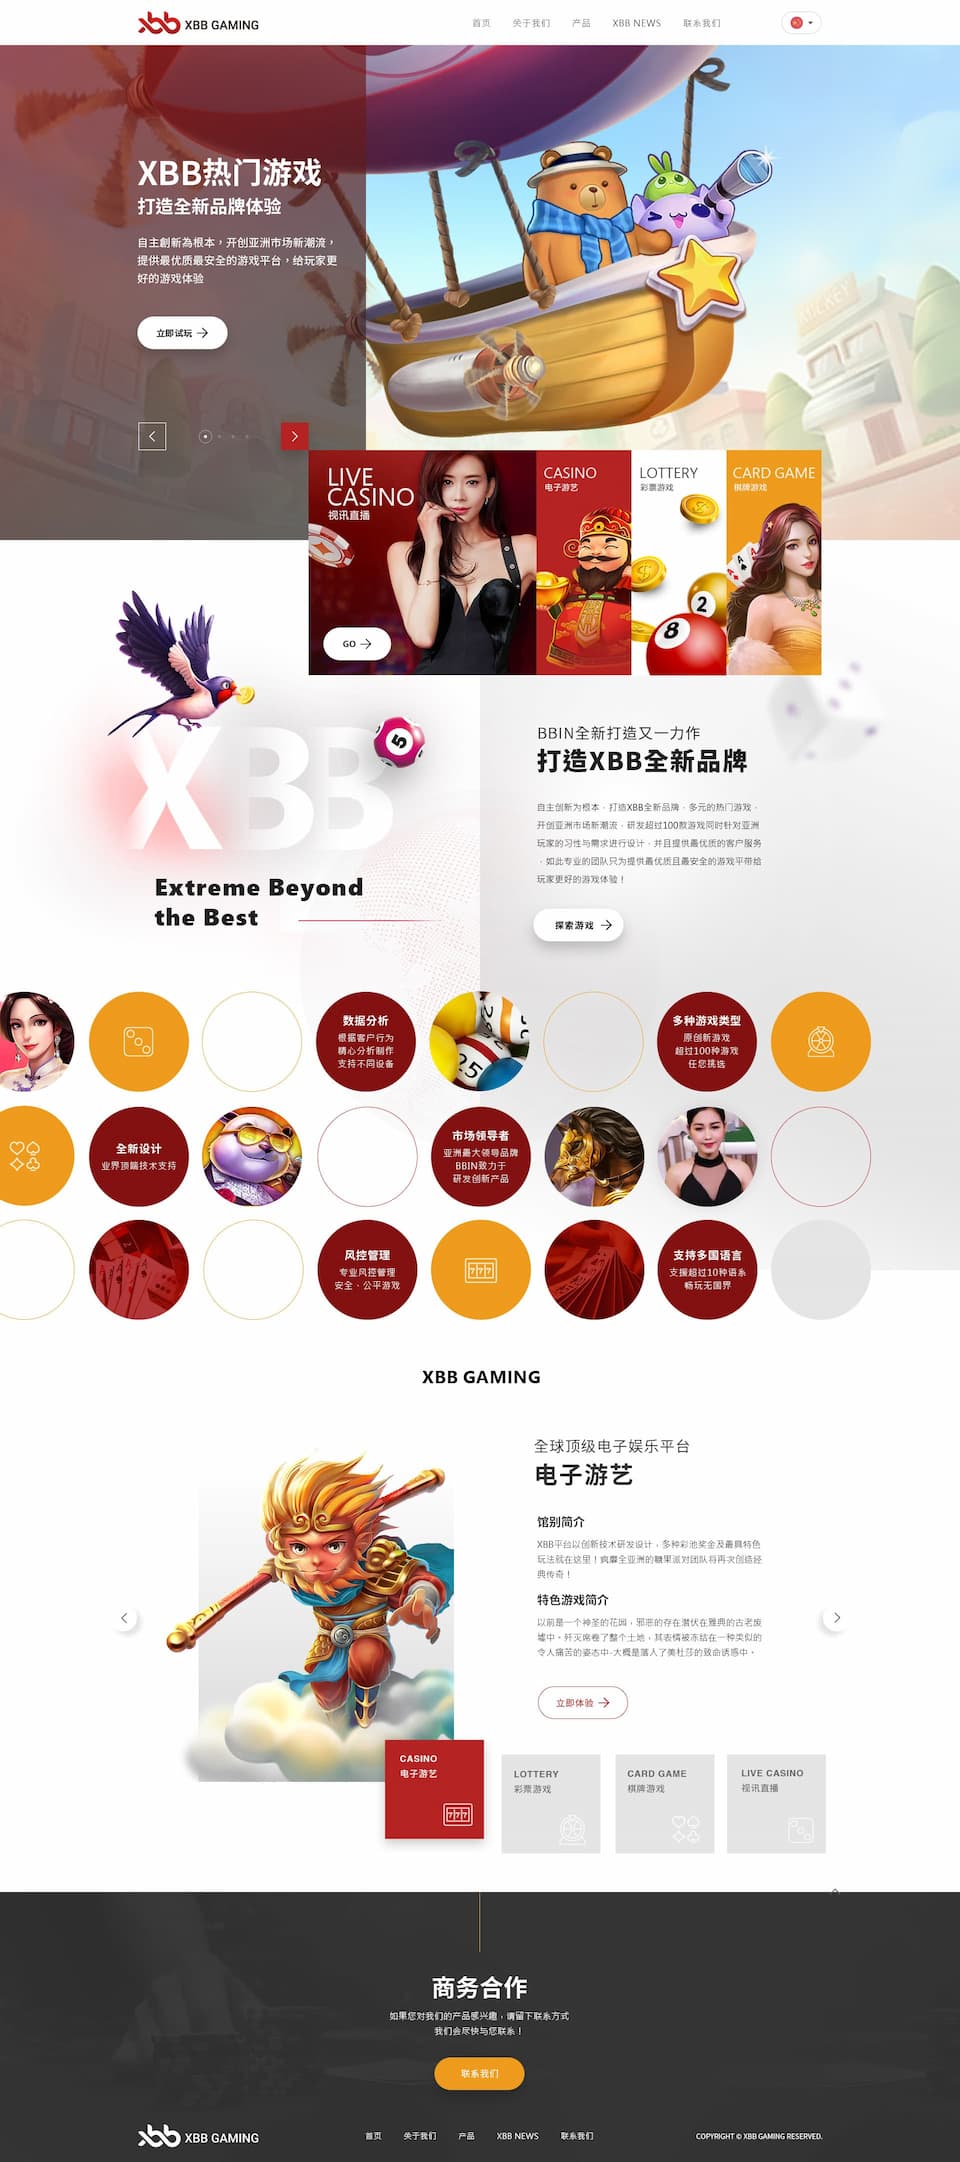 xbb XBB GAMING
首页
关于我们
产品
XBB NEWS
联系我们
XBB热门游戏
打造全新品牌体验
自主創新為根本，开创亚洲市场新潮流，
提供最优质最安全的游戏平台，给玩家更
好的游戏体验
立即试玩
LIVE
CASINO
视讯直播
GO
CASINO
电子游艺
LOTTERY
彩票游戏
2
8
CARD GAME
棋牌游戏
A
A
A
XBB
5
Extreme Beyond
the Best
BBIN全新打造又一力作
打造XBB全新品牌
自主创新为根本，打造XBB全新品牌，多元的热门游戏，
开创亚洲市场新潮流，研发超过100款游戏同时针对亚洲
玩家的习性与需求进行设计，并且提供最优质的客户服务
，如此专业的团队只为提供最优质且最安全的游戏平带给
玩家更好的游戏体验！
探索游戏
数据分析
根据客户行为
精心分析制作
支持不同设备
25
多种游戏类型
原创新游戏
超过100种游戏
任您挑选
全新设计
业界顶端技术支持
市场领导者
亚洲最大领导品牌
BBIN致力于
研发创新产品
风控管理
专业风控管理
安全、公平游戏
777
支持多国语言
支援超过10种语系
畅玩无国界
XBB GAMING
全球顶级电子娱乐平台
电子游艺
馆别简介
XBB平台以创新技术研发设计，多种彩池奖金及最具特色
玩法就在这里！疯靡全亚洲的糖果派对团队将再次创造经
典传奇！
特色游戏简介
以前是一个神圣的花园，邪恶的存在潜伏在雅典的古老废
墟中。歼灭席卷了整个土地，其表情被冻结在一种类似的
令人痛苦的姿态中-大概是落入了美杜莎的致命诱惑中。
立即体验
CASINO
电子游艺
777
LOTTERY
彩票游戏
CARD GAME
棋牌游戏
LIVE CASINO
视讯直播
商务合作
如果您对我们的产品感兴趣，请留下联系方式
我们会尽快与您联系！
联系我们
xbb XBB GAMING
首页
关于我们
产品
XBB NEWS
联系我们
COPYRIGHT © XBB GAMING RESERVED.